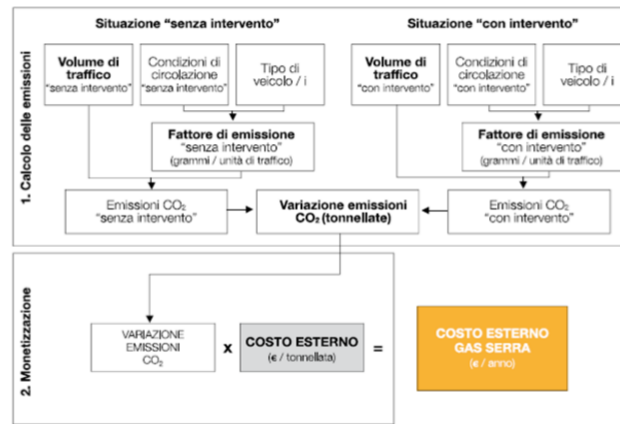 Situazione “senza intervento”
Situazione “con intervento”
1. Calcolo delle emissioni
Volume di
traffico
“senza intervento”
Condizioni di
circolazione
“senza intervento”
Tipo di
veicolo / i
Volume di
traffico
“con intervento”
Condizioni di
circolazione
“con intervento”
Tipo di
veicolo/i
Fattore di emissione
“senza intervento”
(grammi / unità di traffico)
Fattore di emissione
“con intervento”
(grammi / unità di traffico)
Emissioni CO₂
“senza intervento”
Variazione emissioni
CO₂ (tonnellate)
Emissioni CO₂
“con intervento”
2. Monetizzazione
VARIAZIONE
EMISSIONI
CO₂
x
COSTO ESTERNO
(€ / tonnellata)
=
COSTO ESTERNO
GAS SERRA
(€ / anno)